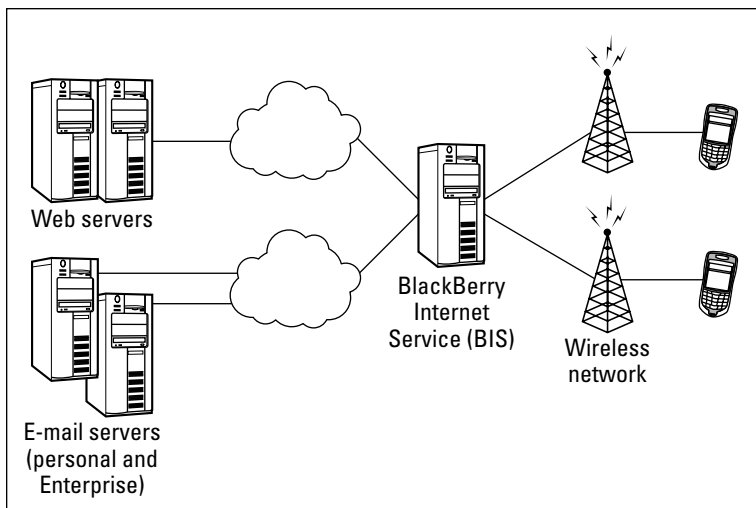 Web servers
E-mail servers
(personal and
Enterprise)
BlackBerry
Internet
Service (BIS)
Wireless
network